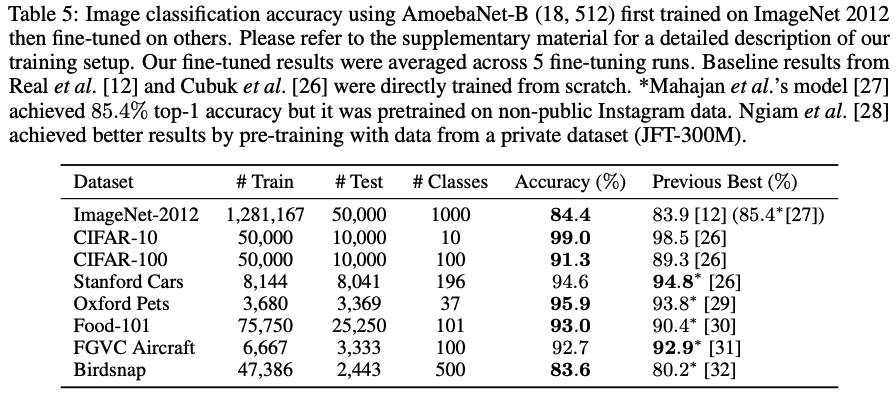 Table 5: Image classification accuracy using AmoebaNet-B (18, 512) first trained on ImageNet 2012
then fine-tuned on others. Please refer to the supplementary material for a detailed description of our
training setup. Our fine-tuned results were averaged across 5 fine-tuning runs. Baseline results from
Real et al. [12] and Cubuk et al. [26] were directly trained from scratch. *Mahajan et al.'s model [27]
achieved 85.4% top-1 accuracy but it was pretrained on non-public Instagram data. Ngiam et al. [28]
achieved better results by pre-training with data from a private dataset (JFT-300M).
Dataset # Train # Test # Classes Accuracy (%) Previous Best (%)
ImageNet-2012 1,281,167 50,000 1000 84.4 83.9 [12] (85.4*[27])
CIFAR-10 50,000 10,000 10 99.0 98.5 [26]
CIFAR-100 50,000 10,000 100 91.3 89.3 [26]
Stanford Cars 8,144 8,041 196 94.6 94.8* [26]
Oxford Pets 3,680 3,369 37 95.9 93.8* [29]
Food-101 75,750 25,250 101 93.0 90.4* [30]
FGVC Aircraft 6,667 3,333 100 92.7 92.9* [31]
Birdsnap 47,386 2,443 500 83.6 80.2* [32]